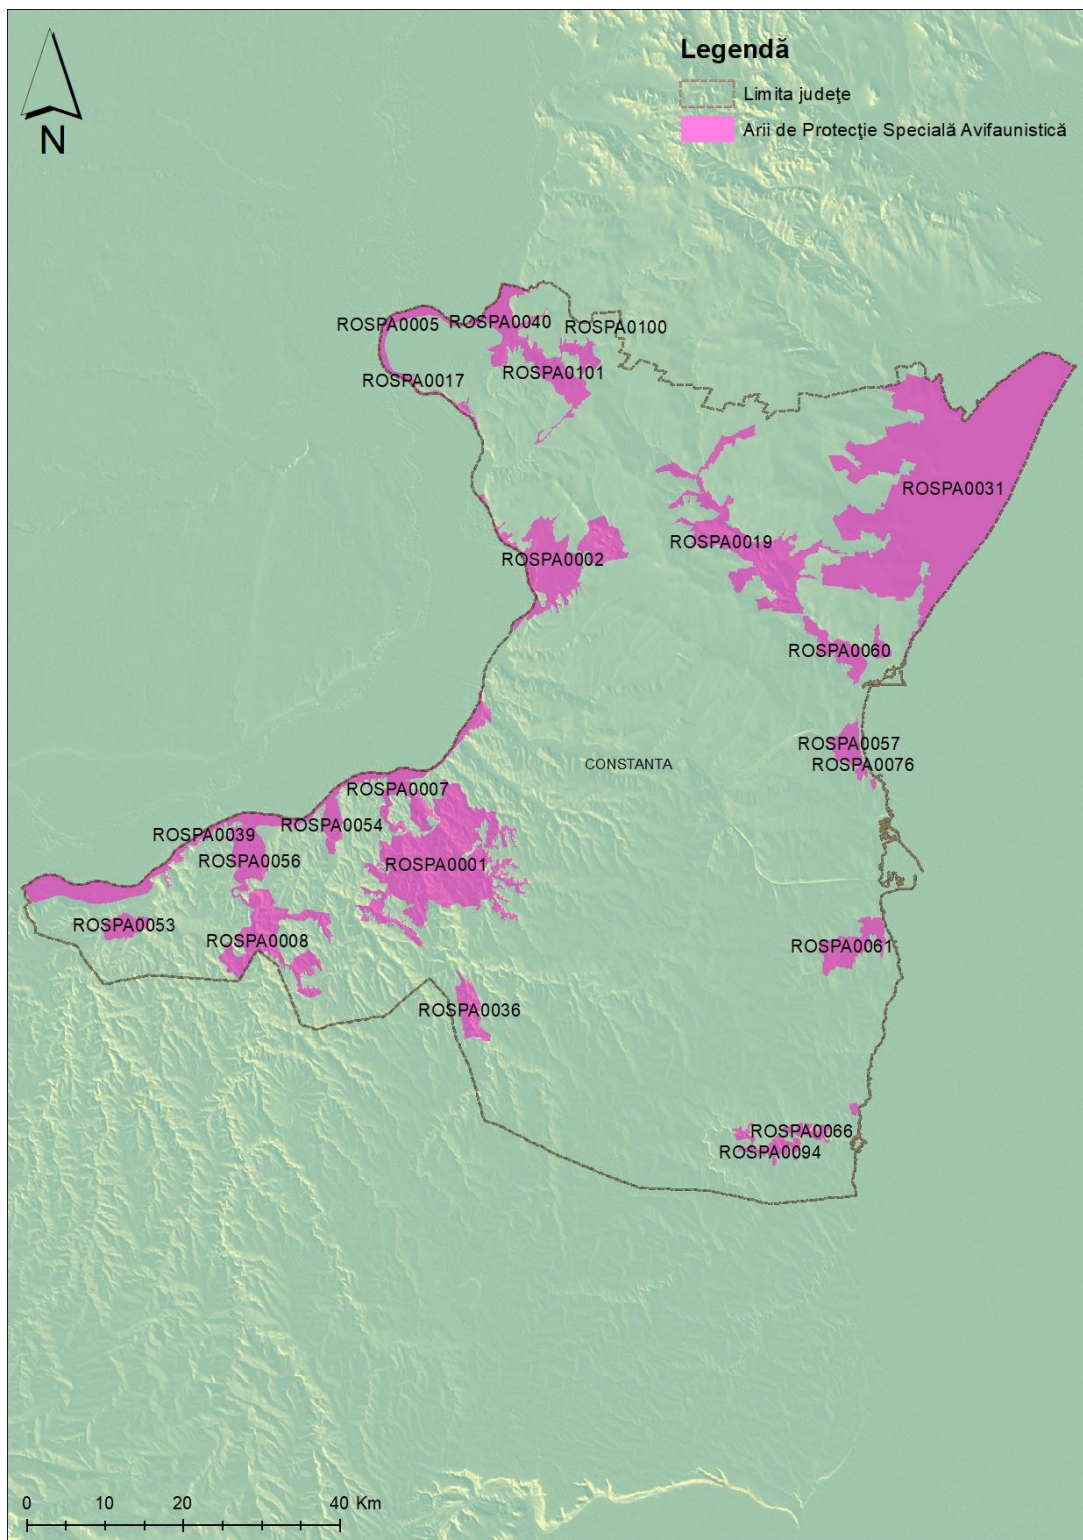 Legendă
Limita judeţe
Arii de Protecţie Specială Avifaunistică
N
ROSPA0005
ROSPA0040
ROSPA0100
ROSPA0101
ROSPA0017
ROSPA0031
ROSPA0019
ROSPA0002
ROSPA0060
ROSPA0057
ROSPA0076
CONSTANTA
ROSPA0007
ROSPA0054
ROSPA0039
ROSPA0056
ROSPA0001
ROSPA0053
ROSPA0008
ROSPA0061
ROSPA0036
ROSPA0066
ROSPA0094
0 10 20 40 Km